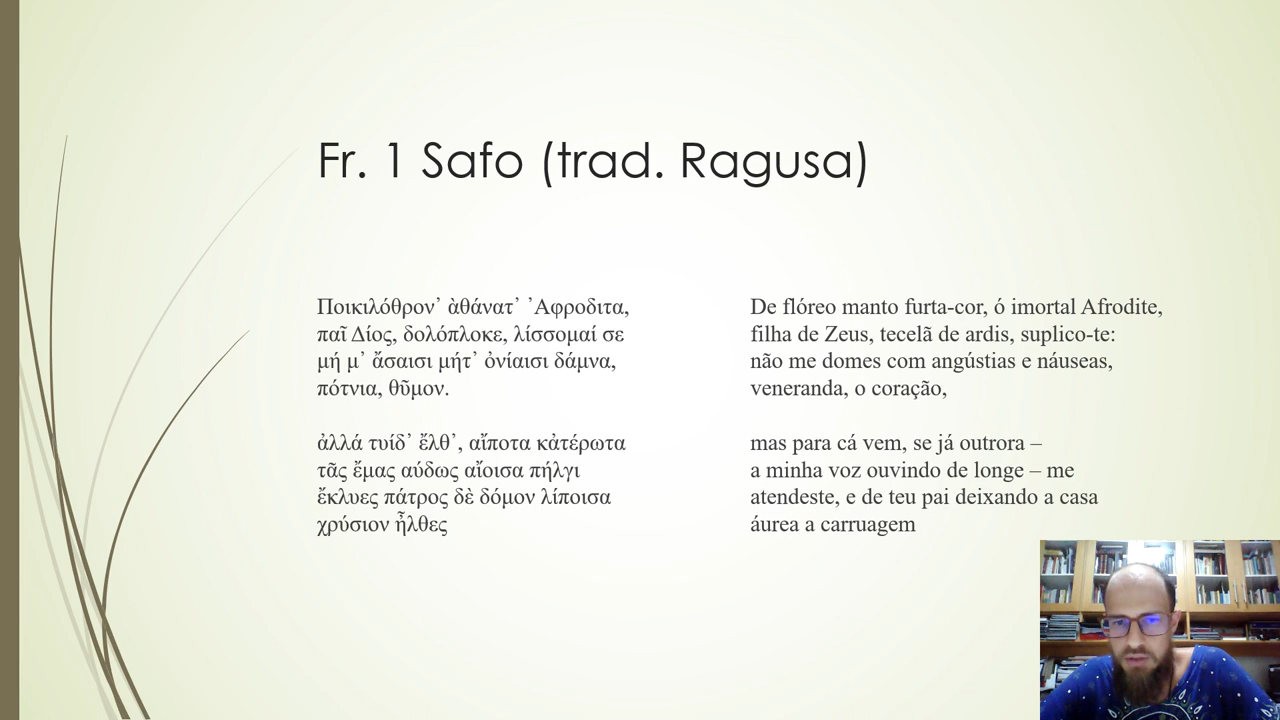 Fr. 1 Safo (trad. Ragusa)
Ποικιλόθρον᾽ ἀθάνατ᾽ ᾽Αφροδιτα,
παῖ Δίος, δολόπλοκε, λίσσομαί σε
μή μ᾽ ἄσαισι μήτ᾽ ὀνίαισι δάμνα,
πότνια, θῦμον.
ἀλλά τυίδ᾽ ἔλθ᾽, αἴποτα κἀτέρωτα
τᾶς ἔμας αύδως αἴοισα πήλγι
ἔκλυες πάτρος δὲ δόμον λίποισα
χρύσιον ἦλθες
De flóreo manto furta-cor, ó imortal Afrodite,
filha de Zeus, tecelã de ardis, suplico-te:
não me domes com angústias e náuseas,
veneranda, o coração,
mas para cá vem, se já outrora –
a minha voz ouvindo de longe – me
atendeste, e de teu pai deixando a casa
áurea a carruagem